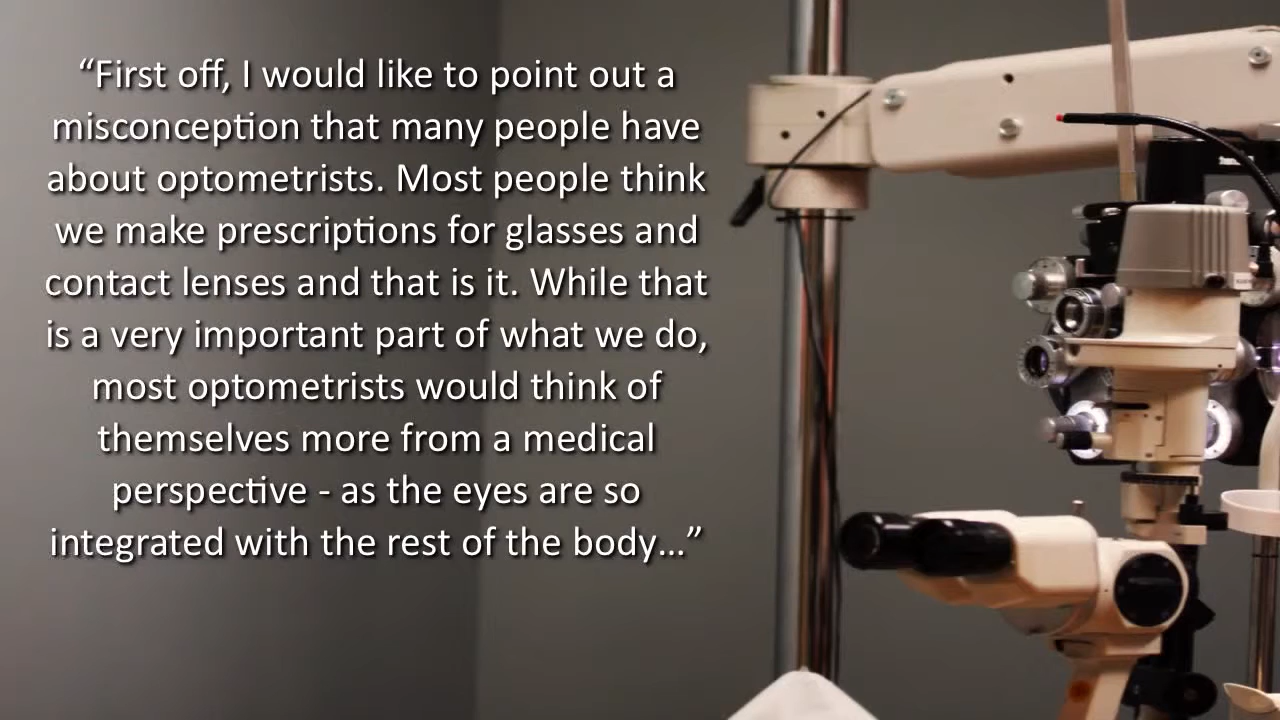 “First off, I would like to point out a
misconception that many people have
about optometrists. Most people think
we make prescriptions for glasses and
contact lenses and that is it. While that
is a very important part of what we do,
most optometrists would think of
themselves more from a medical
perspective - as the eyes are so
integrated with the rest of the body...”